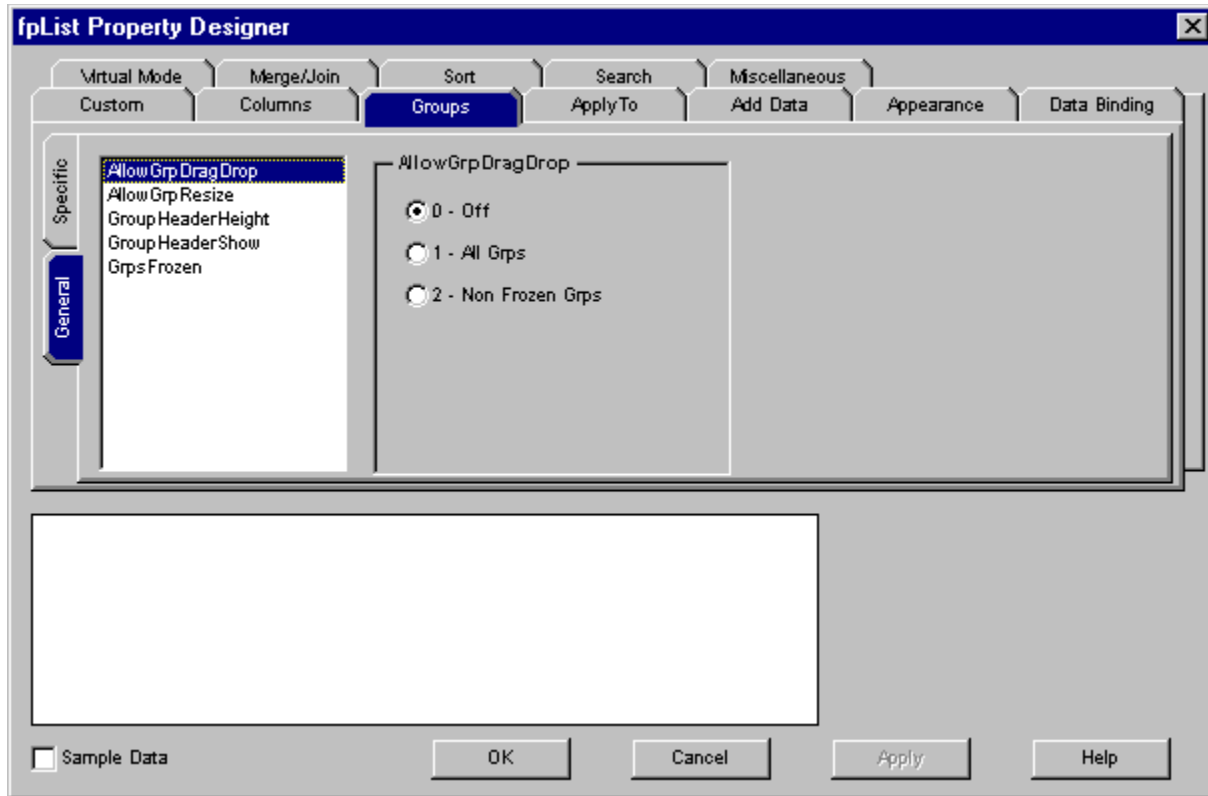 fpList Property Designer
Virtual Mode Merge/Join Sort Search Miscellaneous
Custom Columns Groups ApplyTo Add Data Appearance Data Binding
Specific
General
AllowGrpDragDrop
AllowGrpResize
GroupHeaderHeight
GroupHeaderShow
GrpsFrozen
AllowGrpDragDrop
0 - Off
1 - All Grps
2 - Non Frozen Grps
Sample Data
OK Cancel Apply Help